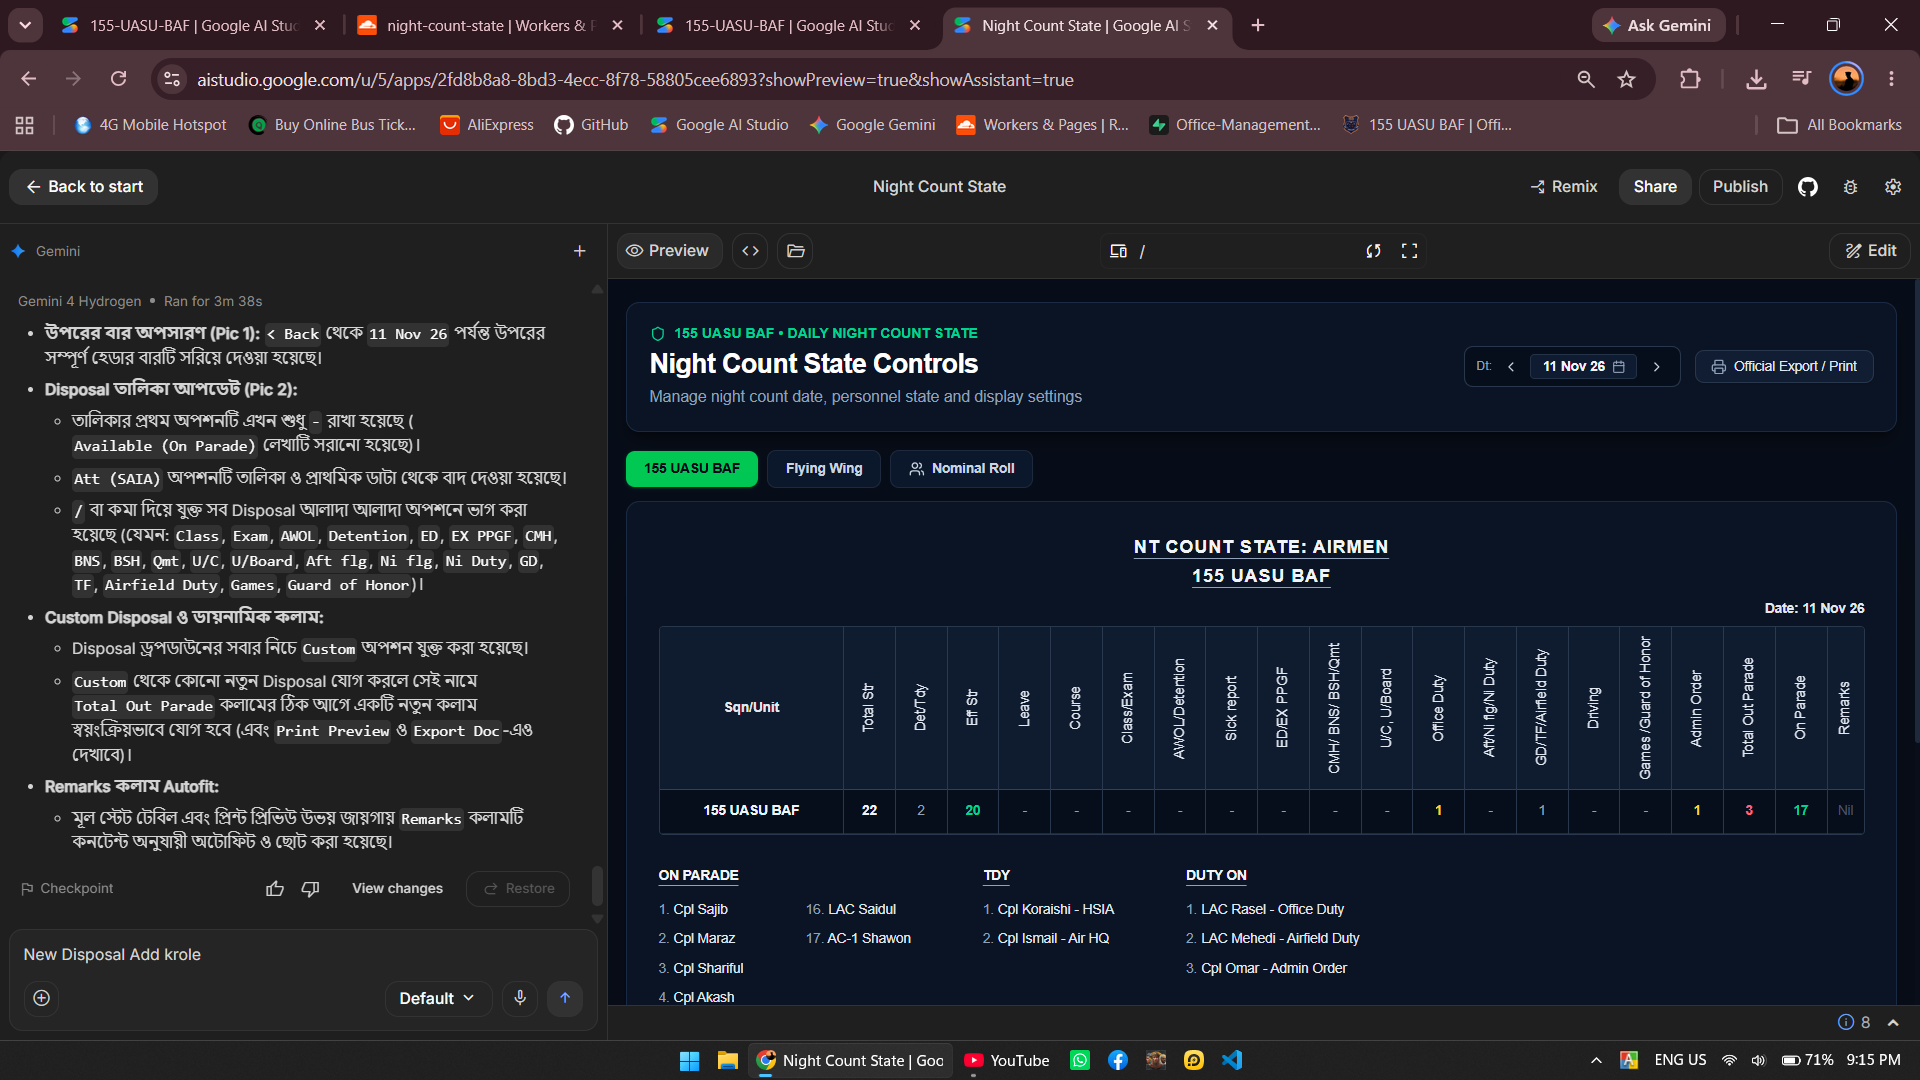 155-UASU-BAF | Google AI Stuc
night-count-state | Workers & P
155-UASU-BAF | Google AI Stuc
Night Count State | Google AI S
Ask Gemini
aistudio.google.com/u/5/apps/2fd8b8a8-8bd3-4ecc-8f78-58805cee6893?showPreview=true&showAssistant=true
4G Mobile Hotspot
Buy Online Bus Tick...
AliExpress
GitHub
Google AI Studio
Google Gemini
Workers & Pages | R...
Office-Management...
155 UASU BAF | Offi...
All Bookmarks
Back to start
Night Count State
Remix
Share
Publish
Gemini
Preview
/
Edit
Gemini 4 Hydrogen • Ran for 3m 38s
• উপরের বার অপসারণ (Pic 1): < Back থেকে 11 Nov 26 পর্যন্ত উপরের
সম্পূর্ণ হেডার বারটি সরিয়ে দেওয়া হয়েছে।
• Disposal তালিকা আপডেট (Pic 2):
তালিকার প্রথম অপশনটি এখন শুধু - রাখা হয়েছে (
Available (On Parade) লেখাটি সরানো হয়েছে)।
Att (SAIA) অপশনটি তালিকা ও প্রাথমিক ডাটা থেকে বাদ দেওয়া হয়েছে।
/ বা কমা দিয়ে যুক্ত সব Disposal আলাদা আলাদা অপশনে ভাগ করা
হয়েছে (যেমন: Class, Exam, AWOL, Detention, ED, EX PPGF, CMH,
BNS, BSH, Qmt, U/C, U/Board, Aft flg, Ni flg, Ni Duty, GD,
TF, Airfield Duty, Games, Guard of Honor)।
• Custom Disposal ও ডায়নামিক কলাম:
Disposal ড্রপডাউনের সবার নিচে Custom অপশন যুক্ত করা হয়েছে।
Custom থেকে কোনো নতুন Disposal যোগ করলে সেই নামে
Total Out Parade কলামের ঠিক আগে একটি নতুন কলাম
স্বয়ংক্রিয়ভাবে যোগ হবে (এবং Print Preview ও Export Doc-এও
দেখাবে)।
• Remarks কলাম Autofit:
মূল স্টেট টেবিল এবং প্রিন্ট প্রিভিউ উভয় জায়গায় Remarks কলামটি
কনটেন্ট অনুযায়ী অটোফিট ও ছোট করা হয়েছে।
Checkpoint
View changes
Restore
New Disposal Add krole
Default
155 UASU BAF • DAILY NIGHT COUNT STATE
Night Count State Controls
Manage night count date, personnel state and display settings
Dt: 11 Nov 26
Official Export / Print
155 UASU BAF
Flying Wing
Nominal Roll
NT COUNT STATE: AIRMEN
155 UASU BAF
Date: 11 Nov 26
Sqn/Unit
Total Str
Det/Tdy
Eff Str
Leave
Course
Class/Exam
AWOL/Detention
Sick report
ED/EX PPGF
CMH/ BNS/ BSH/Qmt
U/C, U/Board
Office Duty
Aft/Ni flg/Ni Duty
GD/TF/Airfield Duty
Driving
Games /Guard of Honor
Admin Order
Total Out Parade
On Parade
Remarks
155 UASU BAF 22 2 20 - - - - - - - - 1 - 1 - - 1 3 17 Nil
ON PARADE
1. Cpl Sajib
2. Cpl Maraz
3. Cpl Shariful
4. Cpl Akash
16. LAC Saidul
17. AC-1 Shawon
TDY
1. Cpl Koraishi - HSIA
2. Cpl Ismail - Air HQ
DUTY ON
1. LAC Rasel - Office Duty
2. LAC Mehedi - Airfield Duty
3. Cpl Omar - Admin Order
8
Night Count State | Goo
YouTube
ENG US
71%
9:15 PM